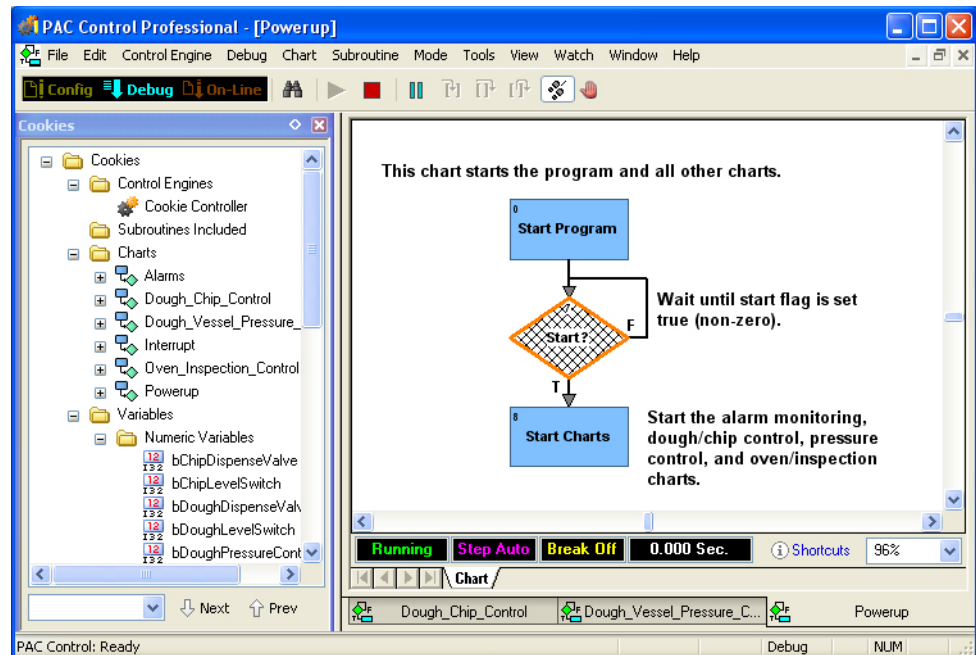 PAC Control Professional - [Powerup]
File Edit Control Engine Debug Chart Subroutine Mode Tools View Watch Window Help
Config Debug On-Line
Cookies
Cookies
Control Engines
Cookie Controller
Subroutines Included
Charts
Alarms
Dough_Chip_Control
Dough_Vessel_Pressure_
Interrupt
Oven_Inspection_Control
Powerup
Variables
Numeric Variables
bChipDispenseValve
bChipLevelSwitch
bDoughDispenseValv
bDoughLevelSwitch
bDoughPressureCont
Next Prev
This chart starts the program and all other charts.
0
Start Program
Start?
F
T
Wait until start flag is set
true (non-zero).
8
Start Charts
Start the alarm monitoring,
dough/chip control, pressure
control, and oven/inspection
charts.
Running Step Auto Break Off 0.000 Sec. Shortcuts 96%
Chart
Dough_Chip_Control Dough_Vessel_Pressure_C... Powerup
PAC Control: Ready Debug NUM